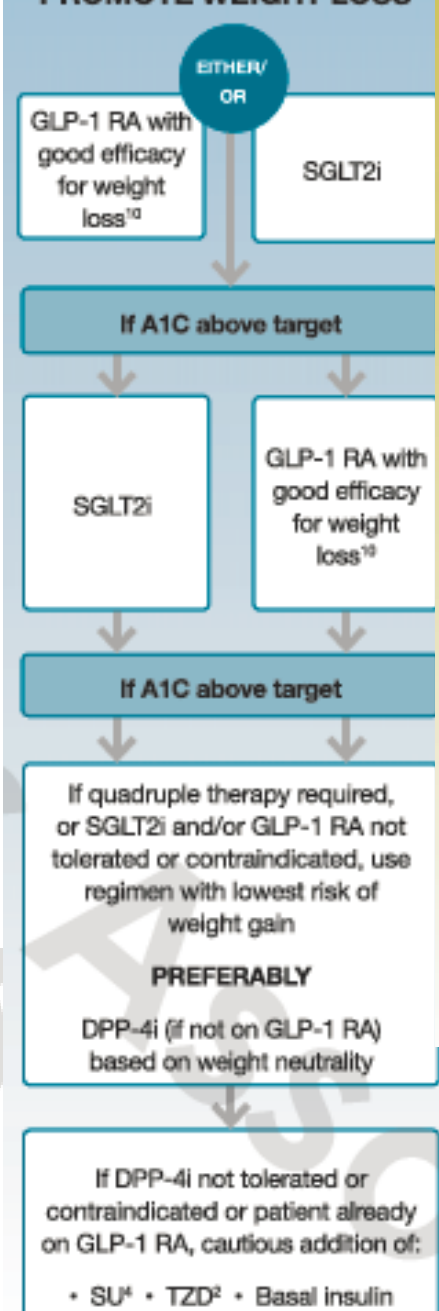 PROMOTE WEIGHT LOSS
EITHER/
OR
GLP-1 RA with
good efficacy
for weight
loss¹⁰
SGLT2i
If A1C above target
SGLT2i
GLP-1 RA with
good efficacy
for weight
loss¹⁰
If A1C above target
If quadruple therapy required,
or SGLT2i and/or GLP-1 RA not
tolerated or contraindicated, use
regimen with lowest risk of
weight gain
PREFERABLY
DPP-4i (if not on GLP-1 RA)
based on weight neutrality
If DPP-4i not tolerated or
contraindicated or patient already
on GLP-1 RA, cautious addition of:
• SU⁴ • TZD² • Basal insulin